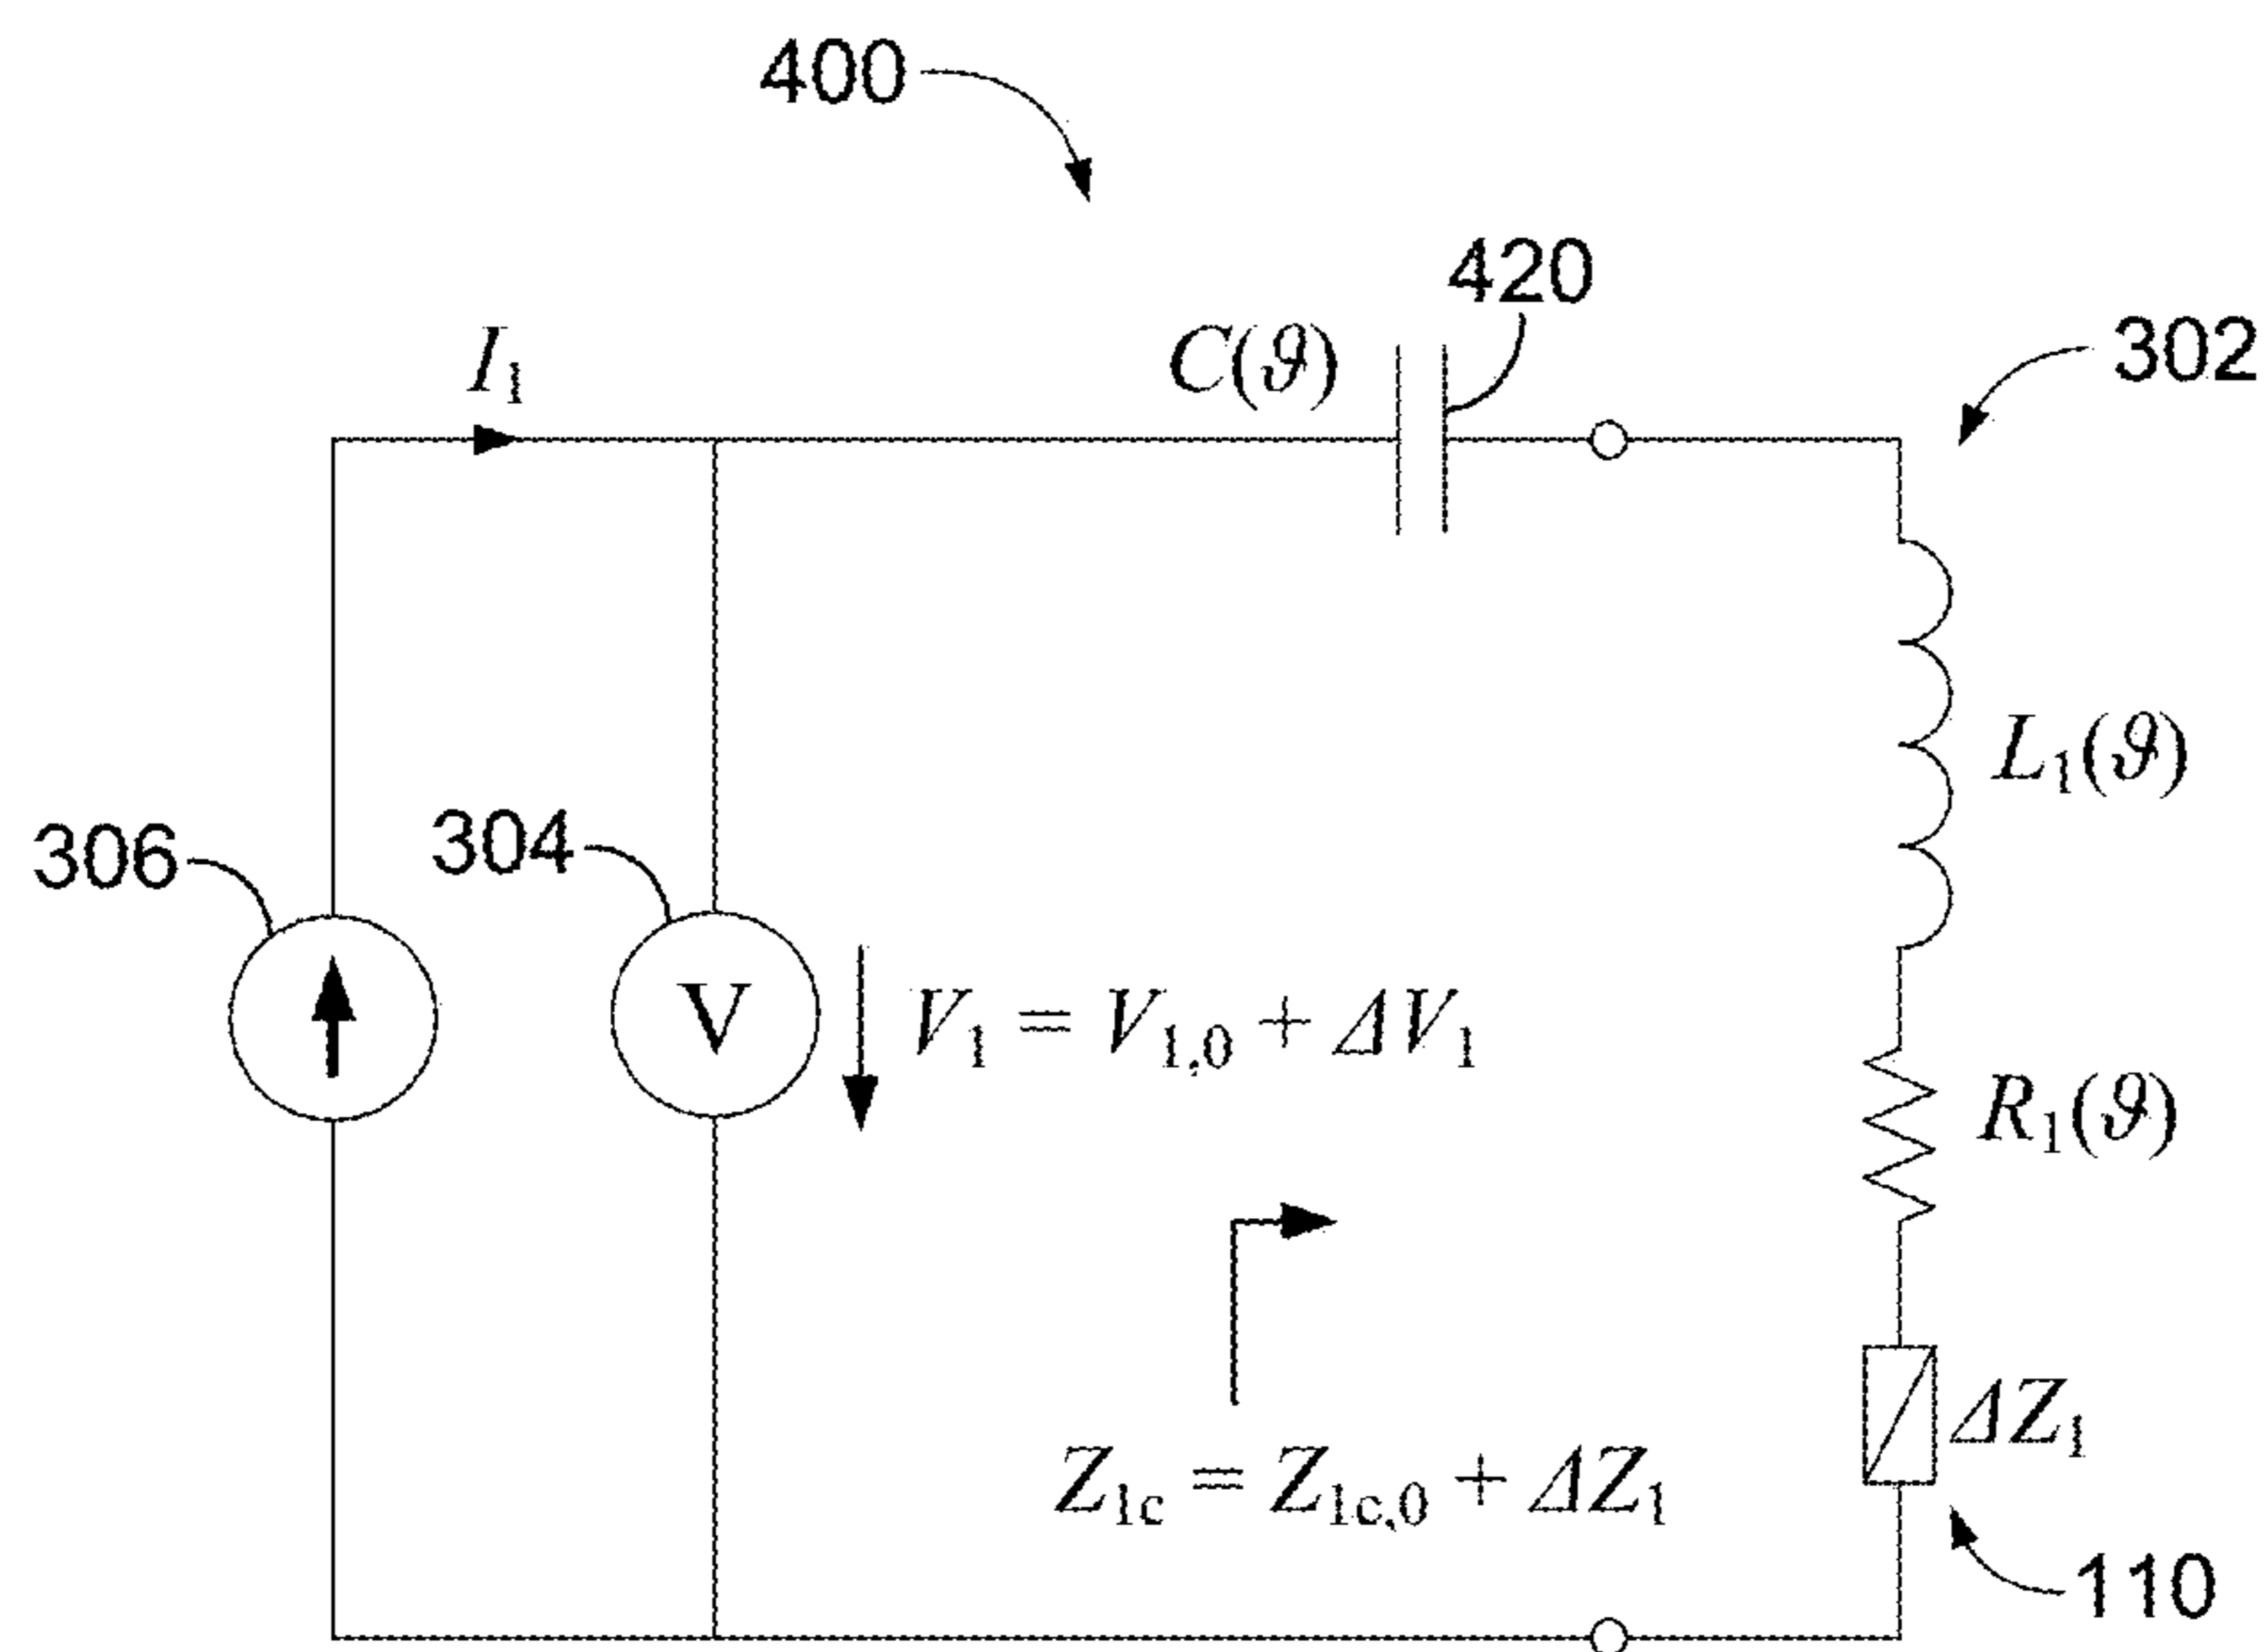 400
420
302
I₁
C(ϑ)
L₁(ϑ)
306
304
V
V₁ = V₁,₀ + ΔV₁
R₁(ϑ)
ΔZ₁
Z₁c = Z₁c,₀ + ΔZ₁
110